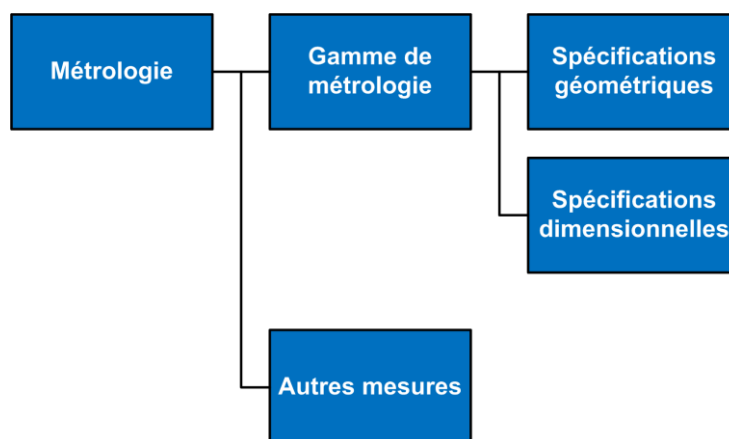 Métrologie
Gamme de
métrologie
Spécifications
géométriques
Spécifications
dimensionnelles
Autres mesures